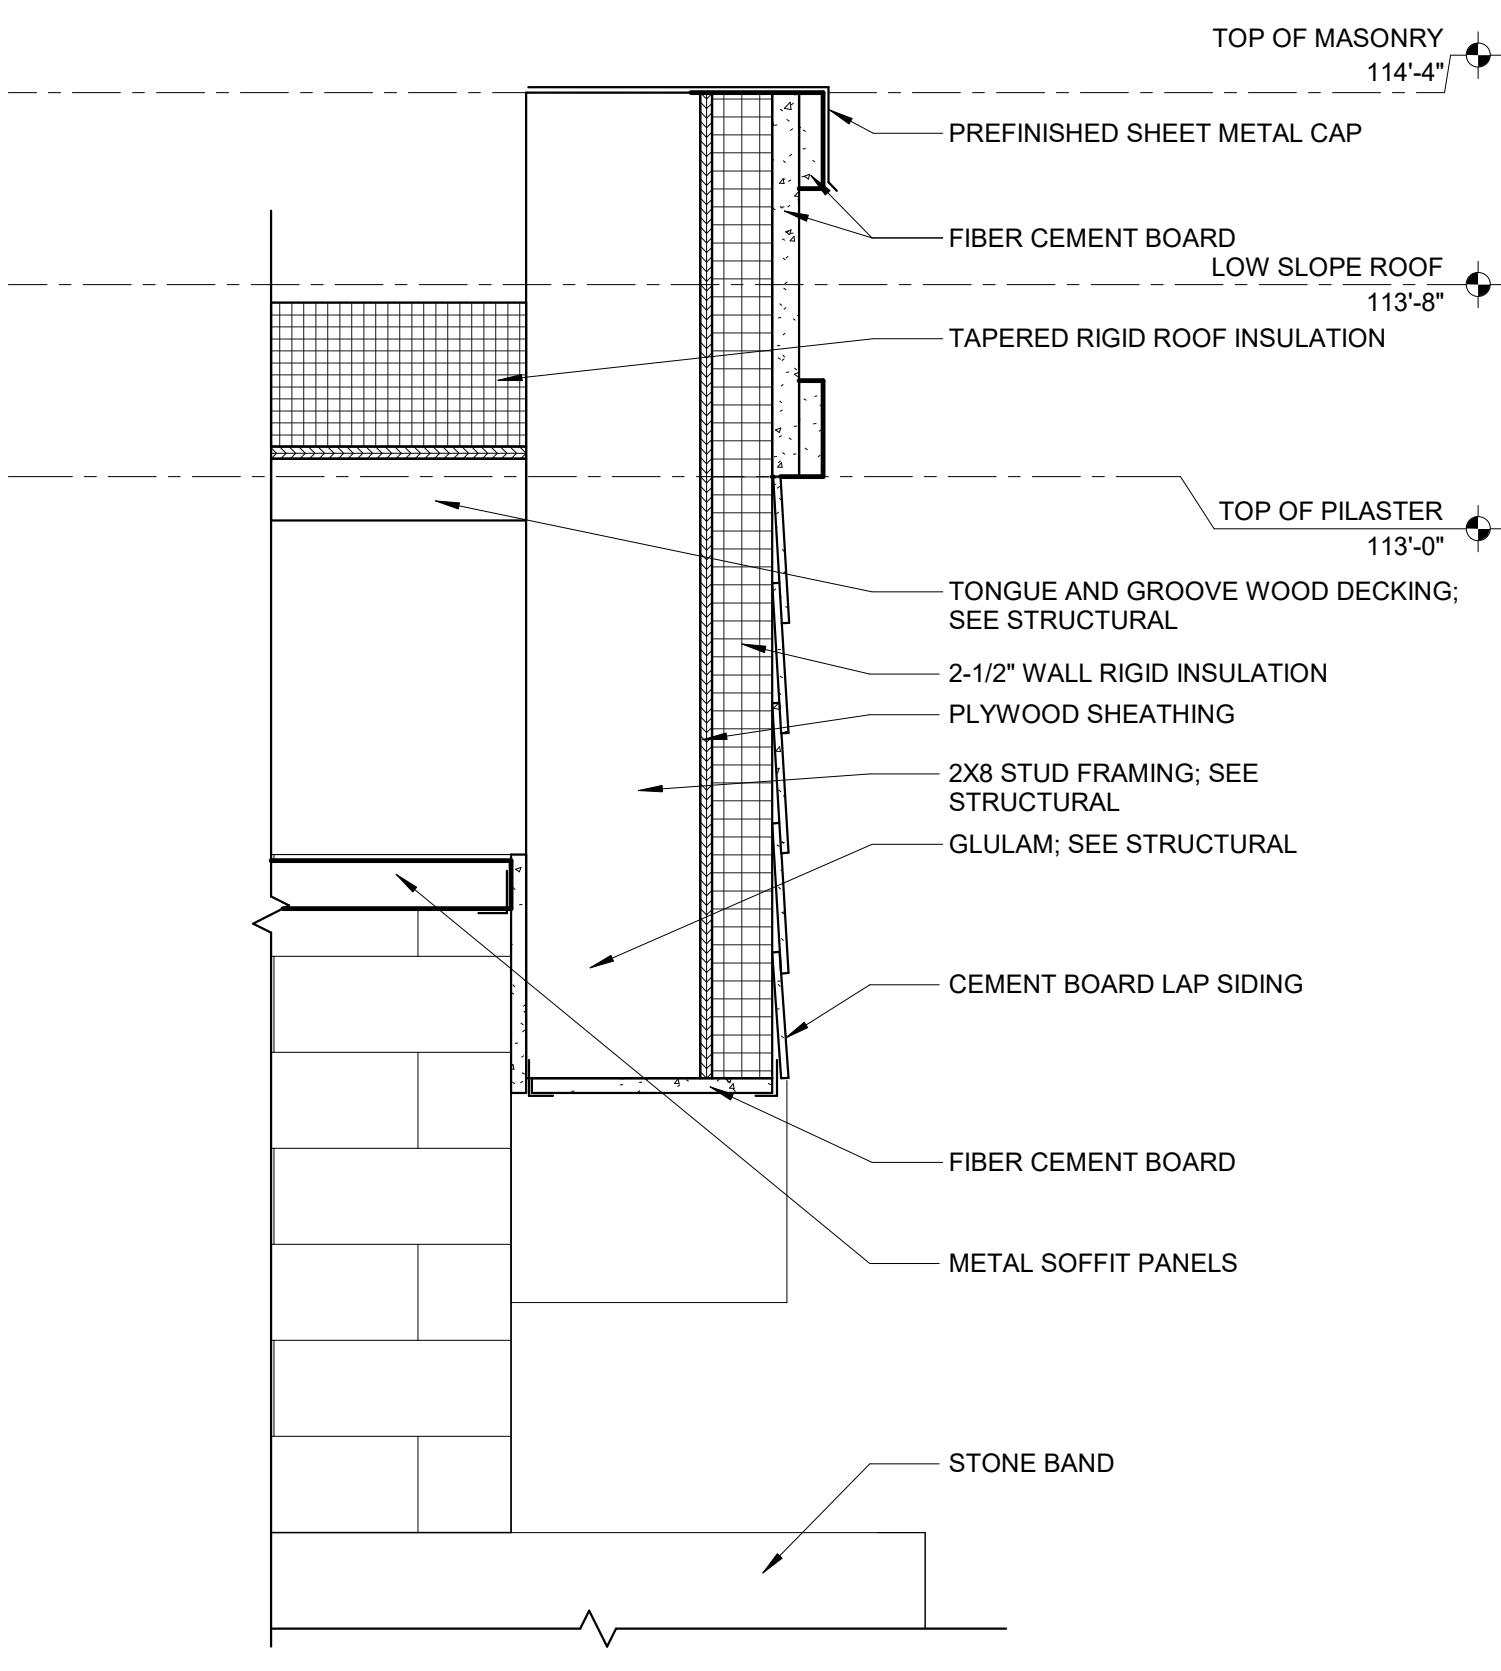 TOP OF MASONRY
114'-4"
PREFINISHED SHEET METAL CAP
FIBER CEMENT BOARD
LOW SLOPE ROOF
113'-8"
TAPERED RIGID ROOF INSULATION
TOP OF PILASTER
113'-0"
TONGUE AND GROOVE WOOD DECKING;
SEE STRUCTURAL
2-1/2" WALL RIGID INSULATION
PLYWOOD SHEATHING
2X8 STUD FRAMING; SEE
STRUCTURAL
GLULAM; SEE STRUCTURAL
CEMENT BOARD LAP SIDING
FIBER CEMENT BOARD
METAL SOFFIT PANELS
STONE BAND